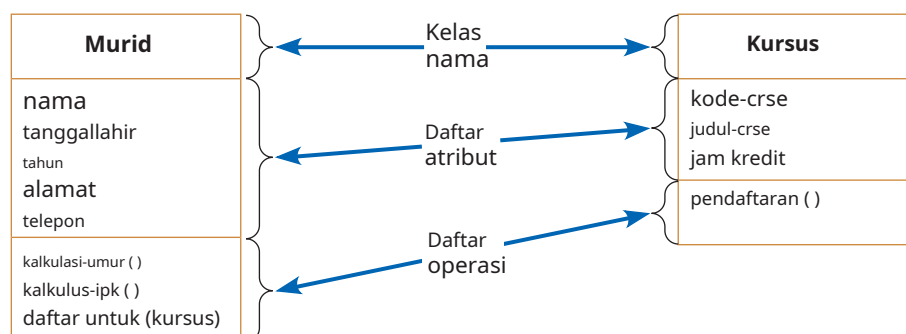 Murid
nama
tanggallahir
tahun
alamat
telepon
kalkulasi-umur ( )
kalkulus-ipk ( )
daftar untuk (kursus)
Kelas
nama
Daftar
atribut
Daftar
operasi
Kursus
kode-crse
judul-crse
jam kredit
pendaftaran ( )